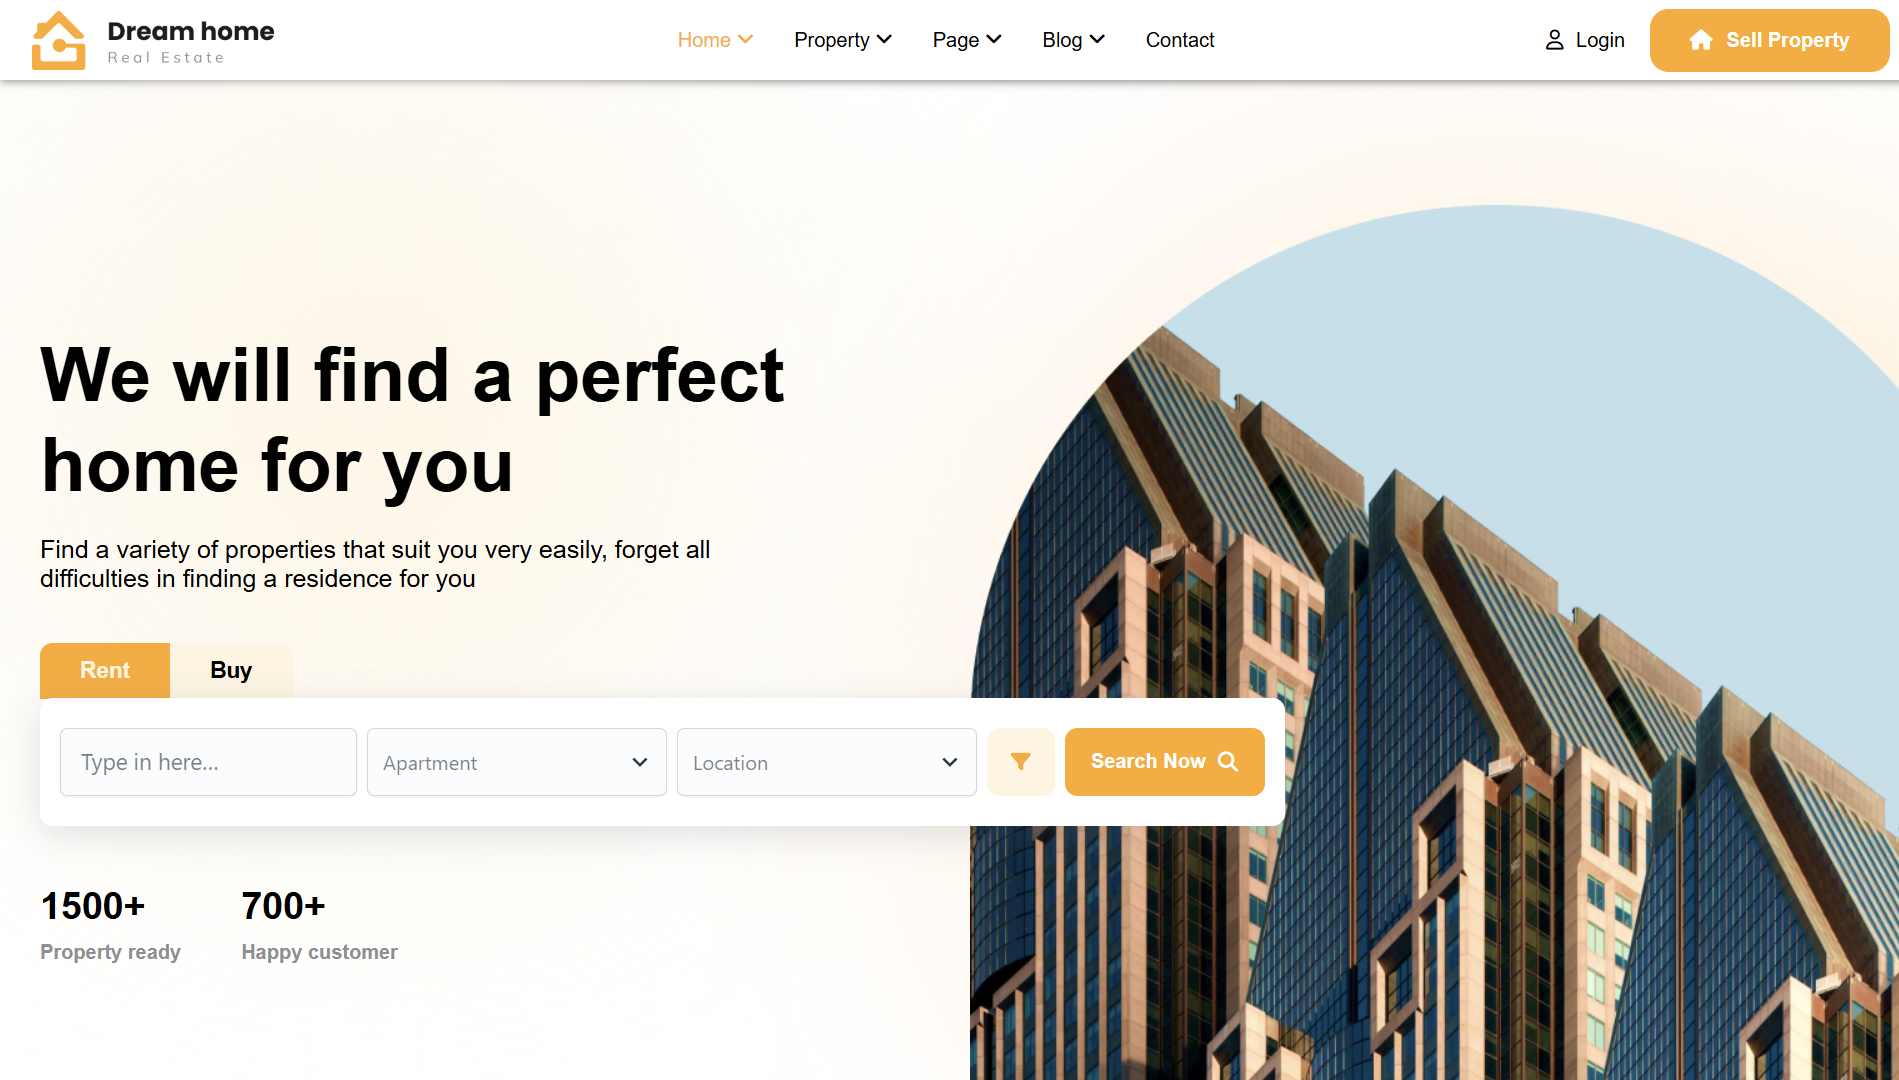 Dream home
Real Estate
Home
Property
Page
Blog
Contact
Login
Sell Property
We will find a perfect
home for you
Find a variety of properties that suit you very easily, forget all
difficulties in finding a residence for you
Rent
Buy
Type in here...
Apartment
Location
Search Now
1500+
700+
Property ready
Happy customer